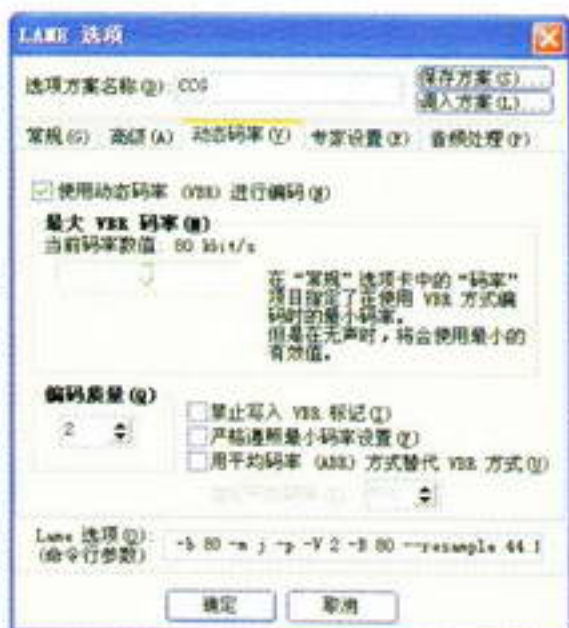 LAME 选项
选项方案名称(D): CCG
保存方案(S)...
调入方案(L)...
常规(G) 高级(A) 动态码率(V) 专家设置(X) 音频处理(P)
使用动态码率 (VBR) 进行编码(N)
最大 VBR 码率(M)
当前码率数值: 80 kbit/s
在“常规”选项卡中的“码率”
项目指定了在使用 VBR 方式编
码时的最小码率。
但是在无声时，将会使用最小的
有效值。
编码质量(Q)
2
禁止写入 VBR 标记(I)
严格遵照最小码率设置(F)
用平均码率 (ABR) 方式替代 VBR 方式(U)
Lame 选项(O):
(命令行参数)
-b 80 -m j -p -V 2 -B 80 --resample 44.1
确定 取消